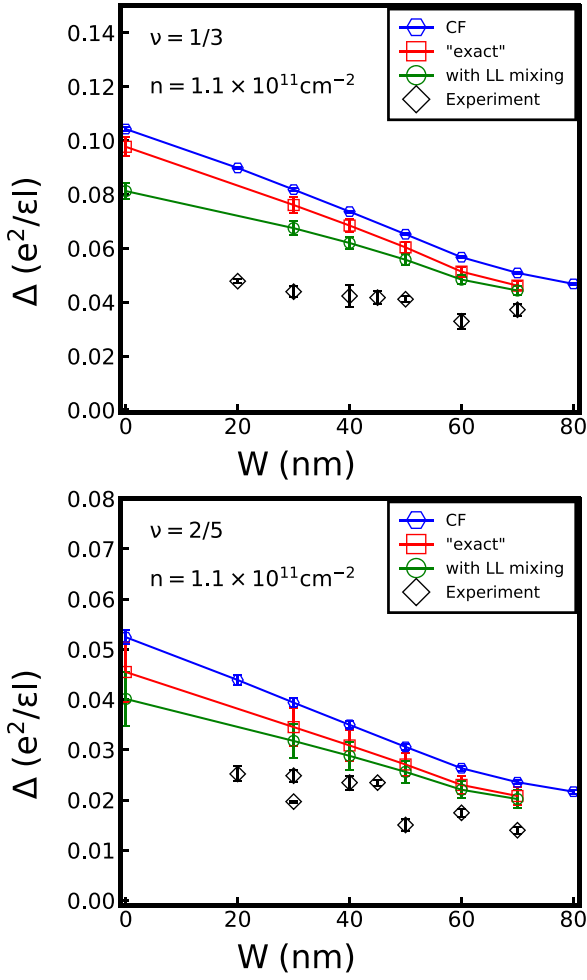 0.14
0.12
0.10
0.08
0.06
0.04
0.02
0.00
Δ (e²/εl)
ν = 1/3
n = 1.1 × 10¹¹cm⁻²
CF
"exact"
with LL mixing
Experiment
0 20 40 60 80
W (nm)
0.08
0.07
0.06
0.05
0.04
0.03
0.02
0.01
0.00
Δ (e²/εl)
ν = 2/5
n = 1.1 × 10¹¹cm⁻²
CF
"exact"
with LL mixing
Experiment
0 20 40 60 80
W (nm)